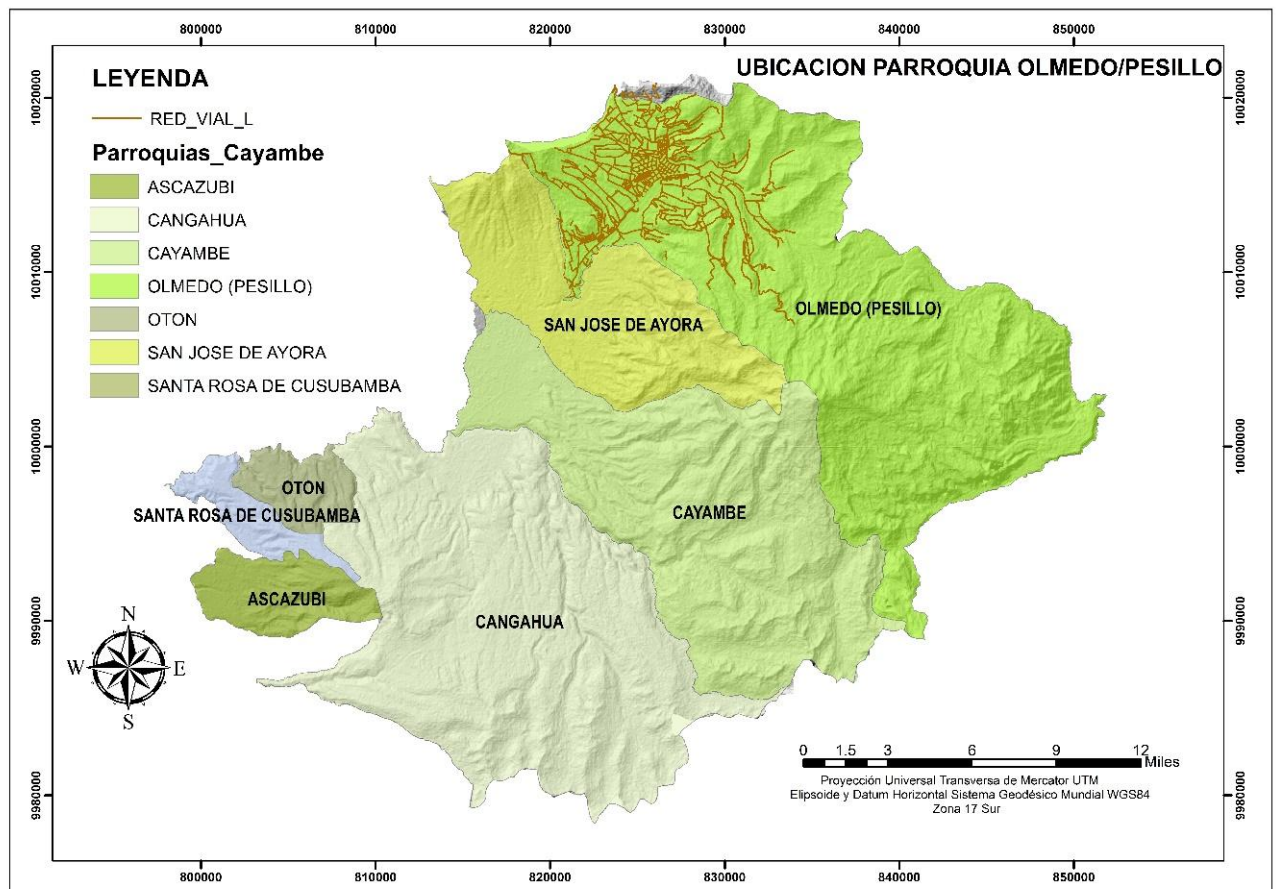 800000 810000 820000 830000 840000 850000
UBICACION PARROQUIA OLMEDO/PESILLO
LEYENDA
RED_VIAL_L
Parroquias_Cayambe
ASCAZUBI
CANGAHUA
CAYAMBE
OLMEDO (PESILLO)
OTON
SAN JOSE DE AYORA
SANTA ROSA DE CUSUBAMBA
10020000
10010000
10000000
9990000
9980000
10020000
10010000
10000000
9990000
9980000
OLMEDO (PESILLO)
SAN JOSE DE AYORA
OTON
SANTA ROSA DE CUSUBAMBA
CAYAMBE
ASCAZUBI
CANGAHUA
N
W E
S
0 1.5 3 6 9 12
Miles
Proyección Universal Transversa de Mercator UTM
Elipsoide y Datum Horizontal Sistema Geodésico Mundial WGS84
Zona 17 Sur
800000 810000 820000 830000 840000 850000